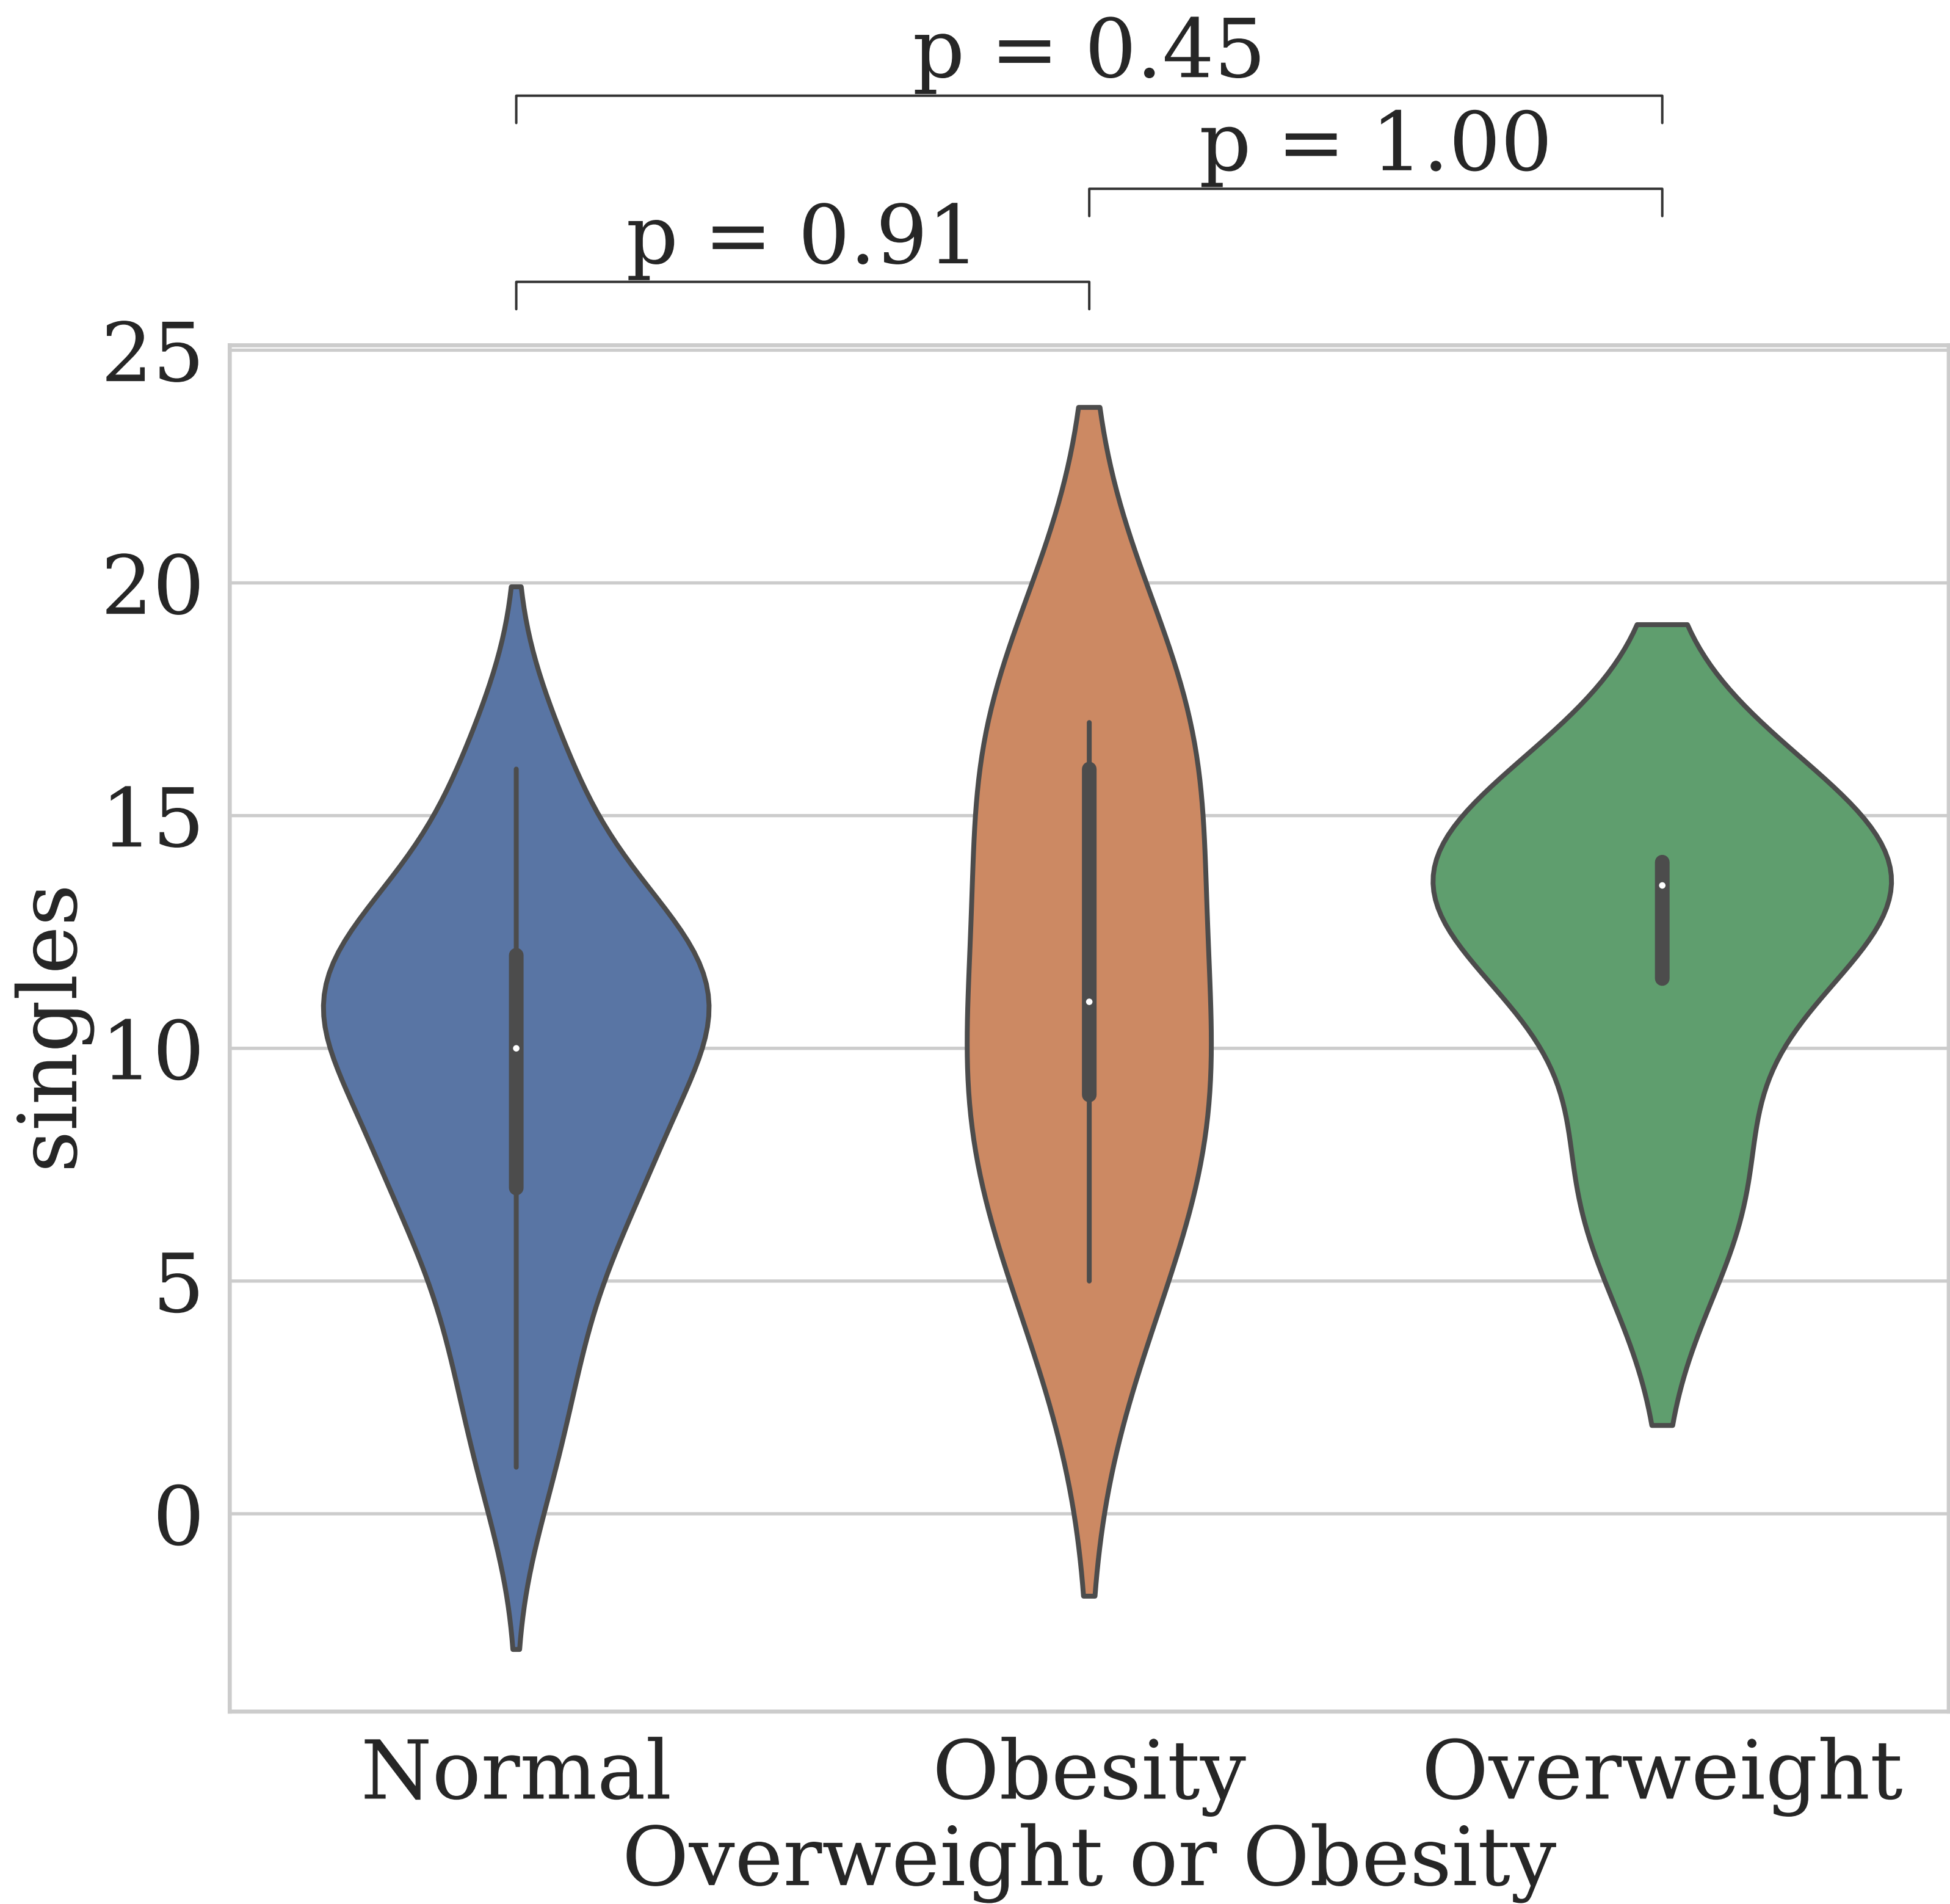 p = 0.45
p = 1.00
p = 0.91
25
20
15
10
5
0
singles
Normal
Obesity
Overweight
Overweight or Obesity